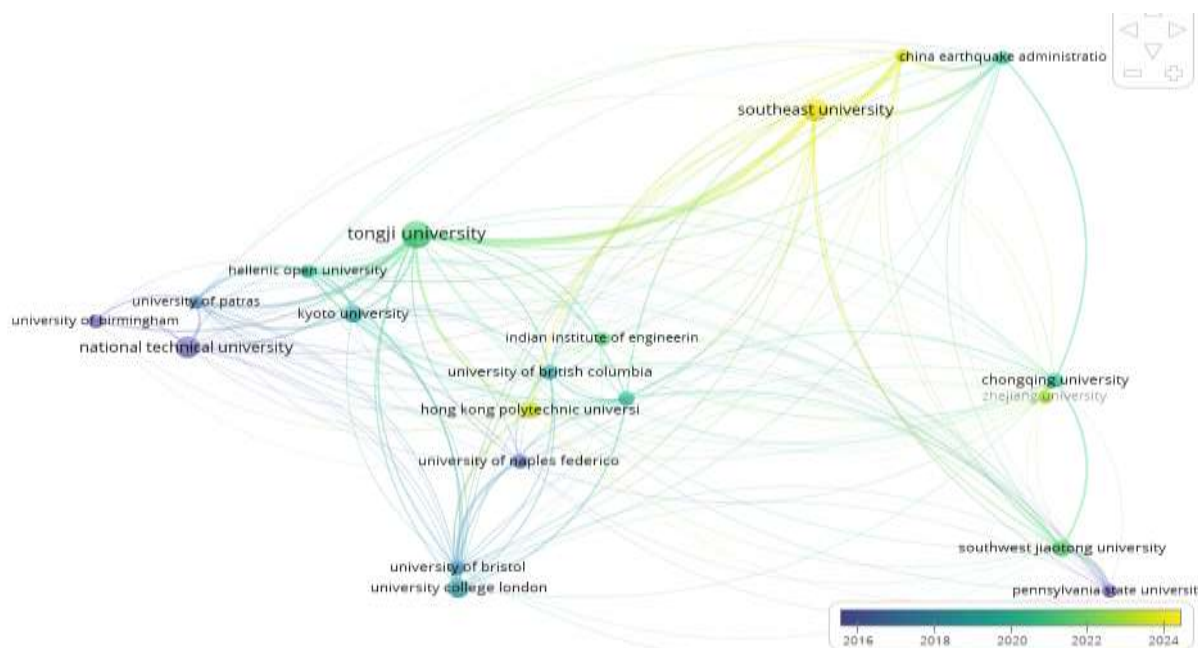 china earthquake administratio
southeast university
tongji university
hellenic open university
university of patras
kyoto university
university of birmingham
national technical university
indian institute of engineerin
university of british columbia
chongqing university
zhejiang university
hong kong polytechnic universi
university of naples federico
southwest jiaotong university
university of bristol
university college london
pennsylvania state universit
2016 2018 2020 2022 2024